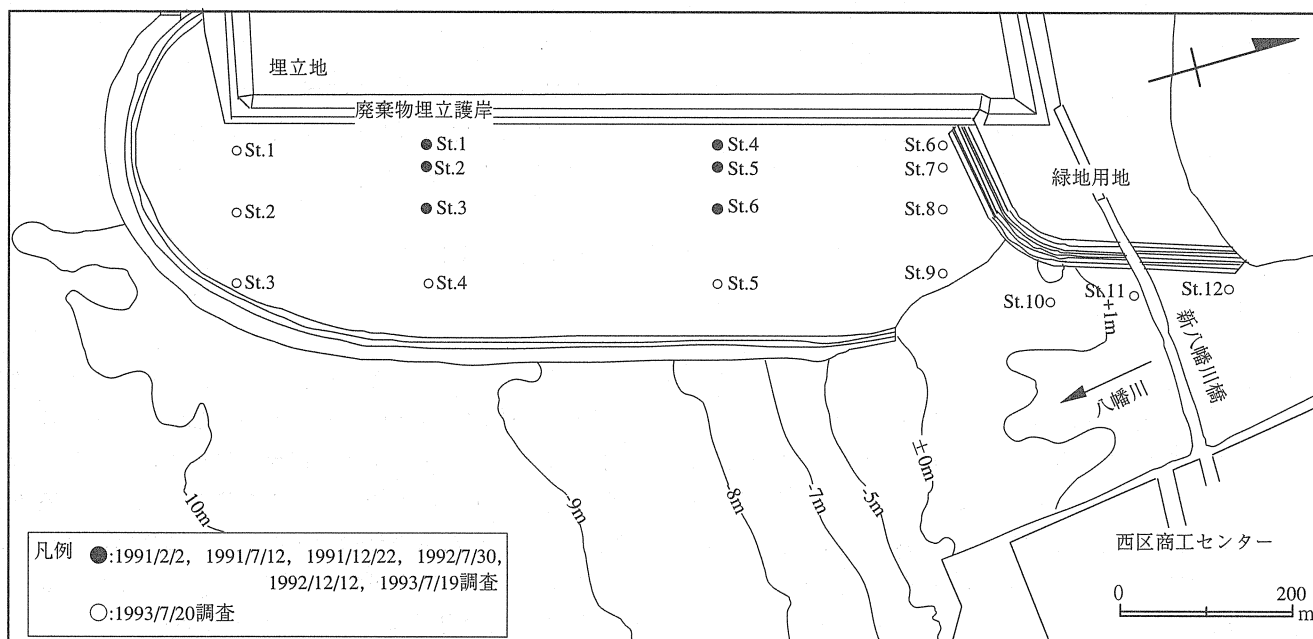 埋立地
廃棄物埋立護岸
St.1
St.1
St.4
St.6
St.2
St.5
St.7
緑地用地
St.2
St.3
St.6
St.8
St.3
St.4
St.5
St.9
St.10
St.11
St.12
+1m
新八幡川橋
八幡川
±0m
-5m
-7m
-8m
-9m
-10m
西区商工センター
凡例
●:1991/2/2, 1991/7/12, 1991/12/22, 1992/7/30,
1992/12/12, 1993/7/19調査
○:1993/7/20調査
0 200
m